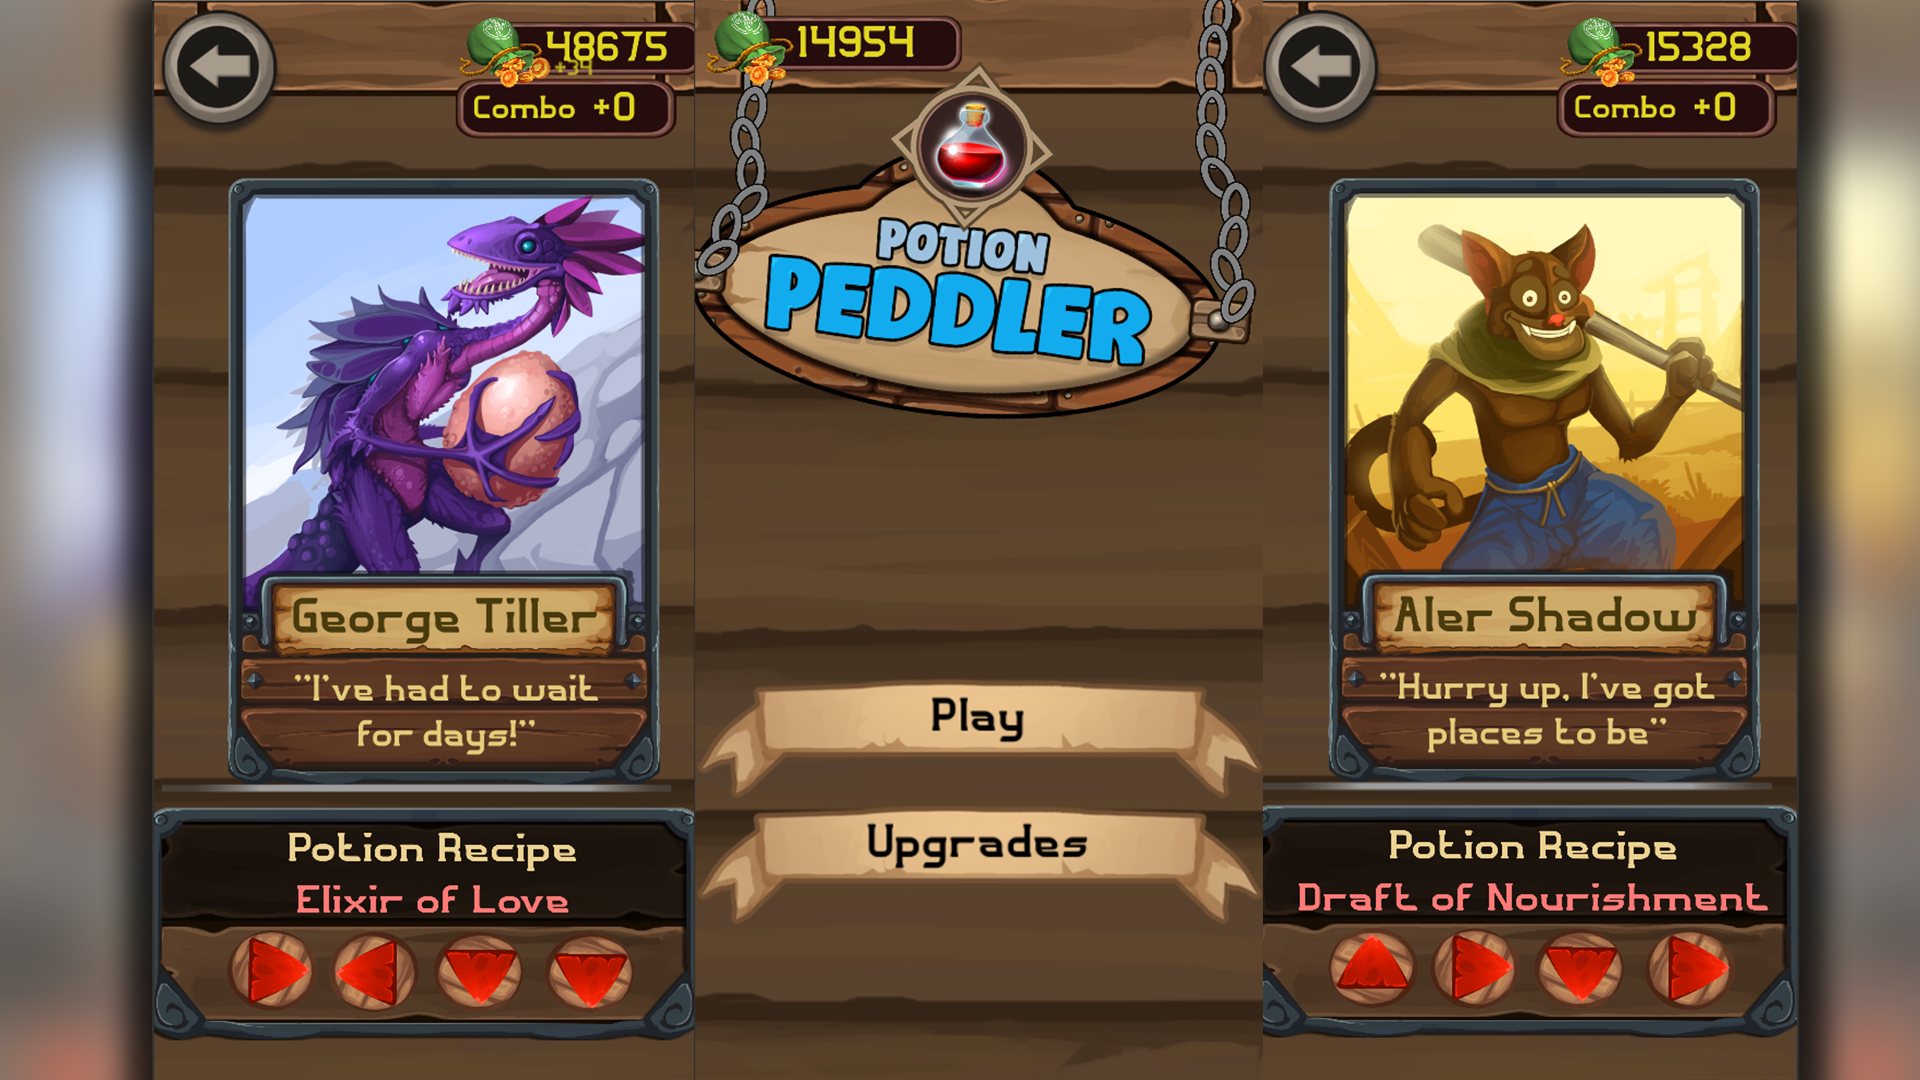 48675
+39
Combo +0
George Tiller
"I've had to wait
for days!"
Potion Recipe
Elixir of Love
14954
POTION
PEDDLER
Play
Upgrades
15328
Combo +0
Aler Shadow
"Hurry up, I've got
places to be"
Potion Recipe
Draft of Nourishment